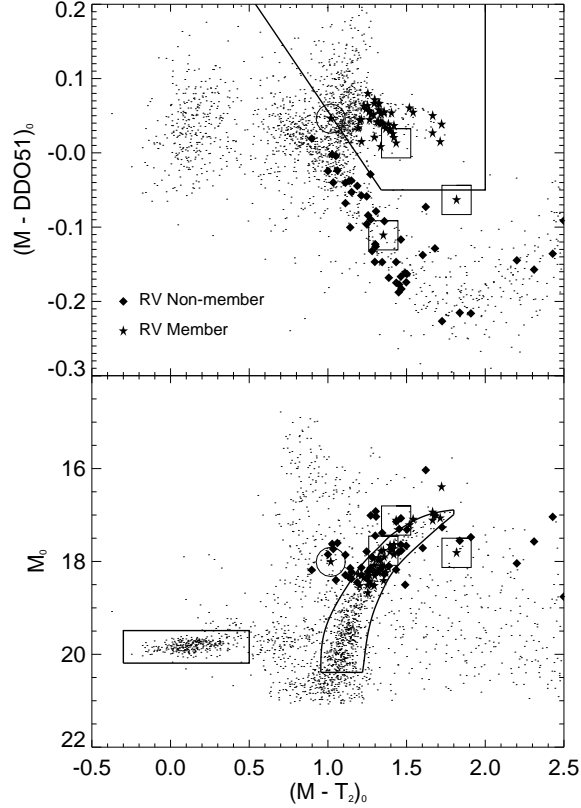 0.2
0.1
-0.0
-0.1
-0.2
-0.3
(M - DDO51)₀
◆ RV Non-member
★ RV Member
16
18
20
22
M₀
-0.5 0.0 0.5 1.0 1.5 2.0 2.5
(M - T₂)₀